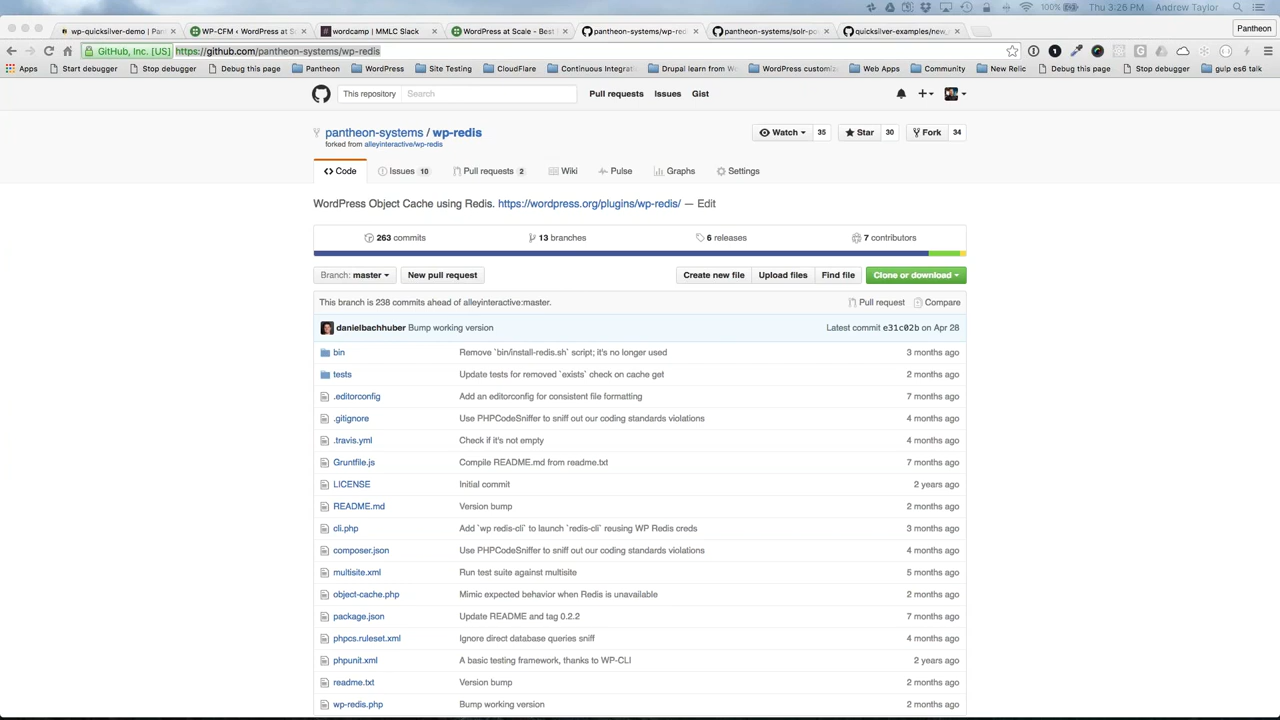 100% Thu 3:26 PM Andrew Taylor
wp-quicksilver-demo | Pan
WP-CFM ‹ WordPress at S
wordcamp | MMLC Slack
WordPress at Scale - Best
pantheon-systems/wp-red
pantheon-systems/solr-po
quicksilver-examples/new_
Pantheon
GitHub, Inc. [US] https://github.com/pantheon-systems/wp-redis
Apps Start debugger Stop debugger Debug this page Pantheon WordPress Site Testing CloudFlare Continuous Integrati Drupal learn from W WordPress customiz Web Apps Community New Relic Debug this page Stop debugger gulp es6 talk
This repository Search Pull requests Issues Gist
pantheon-systems / wp-redis
Watch 35 Star 30 Fork 34
forked from alleyinteractive/wp-redis
Code Issues 10 Pull requests 2 Wiki Pulse Graphs Settings
WordPress Object Cache using Redis. https://wordpress.org/plugins/wp-redis/ — Edit
263 commits 13 branches 6 releases 7 contributors
Branch: master New pull request Create new file Upload files Find file Clone or download
This branch is 238 commits ahead of alleyinteractive:master. Pull request Compare
danielbachhuber Bump working version Latest commit e31c02b on Apr 28
bin Remove `bin/install-redis.sh` script; it's no longer used 3 months ago
tests Update tests for removed `exists` check on cache get 2 months ago
.editorconfig Add an editorconfig for consistent file formatting 7 months ago
.gitignore Use PHPCodeSniffer to sniff out our coding standards violations 4 months ago
.travis.yml Check if it's not empty 4 months ago
Gruntfile.js Compile README.md from readme.txt 7 months ago
LICENSE Initial commit 2 years ago
README.md Version bump 2 months ago
cli.php Add `wp redis-cli` to launch `redis-cli` reusing WP Redis creds 3 months ago
composer.json Use PHPCodeSniffer to sniff out our coding standards violations 4 months ago
multisite.xml Run test suite against multisite 5 months ago
object-cache.php Mimic expected behavior when Redis is unavailable 2 months ago
package.json Update README and tag 0.2.2 7 months ago
phpcs.ruleset.xml Ignore direct database queries sniff 4 months ago
phpunit.xml A basic testing framework, thanks to WP-CLI 2 years ago
readme.txt Version bump 2 months ago
wp-redis.php Bump working version 2 months ago